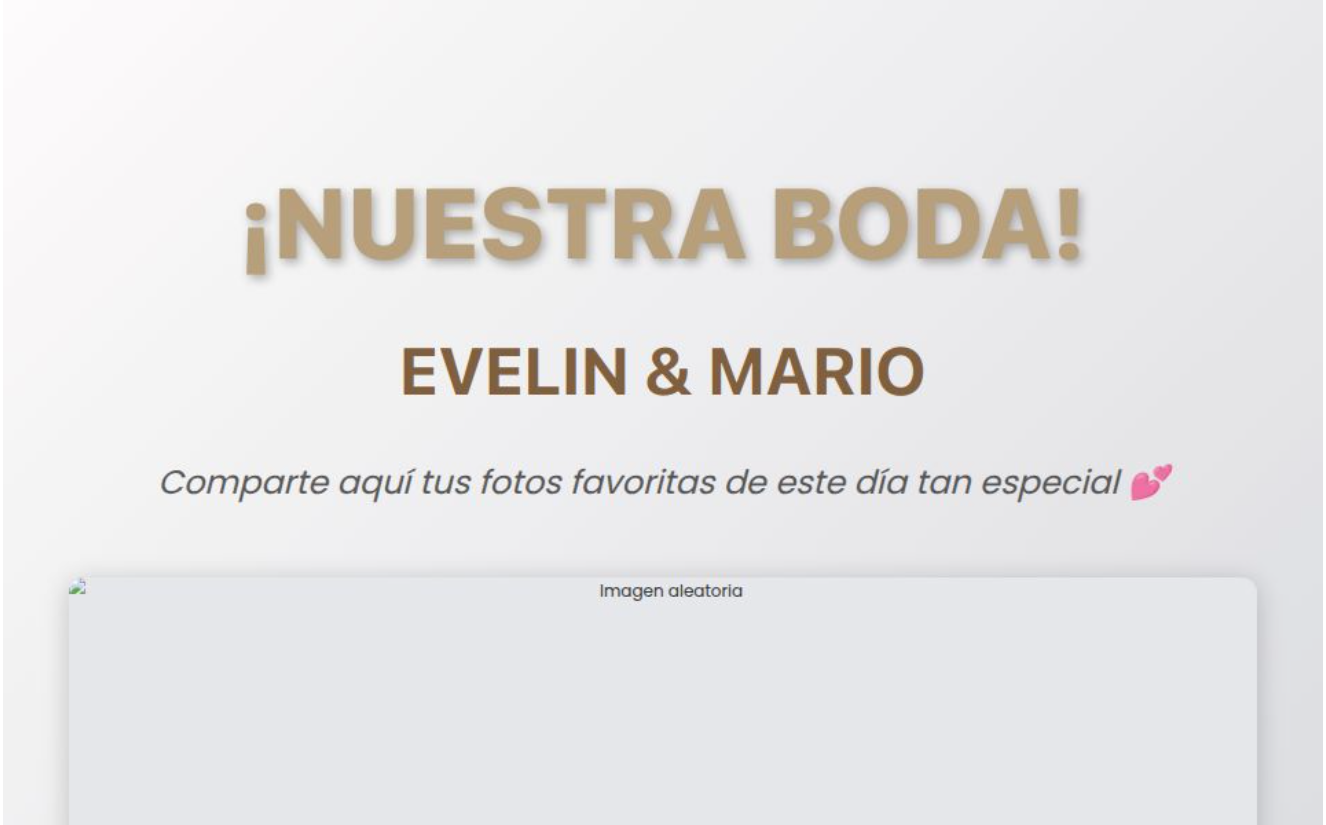 ¡NUESTRA BODA!
EVELIN & MARIO
Comparte aquí tus fotos favoritas de este día tan especial 💕
Imagen aleatoria